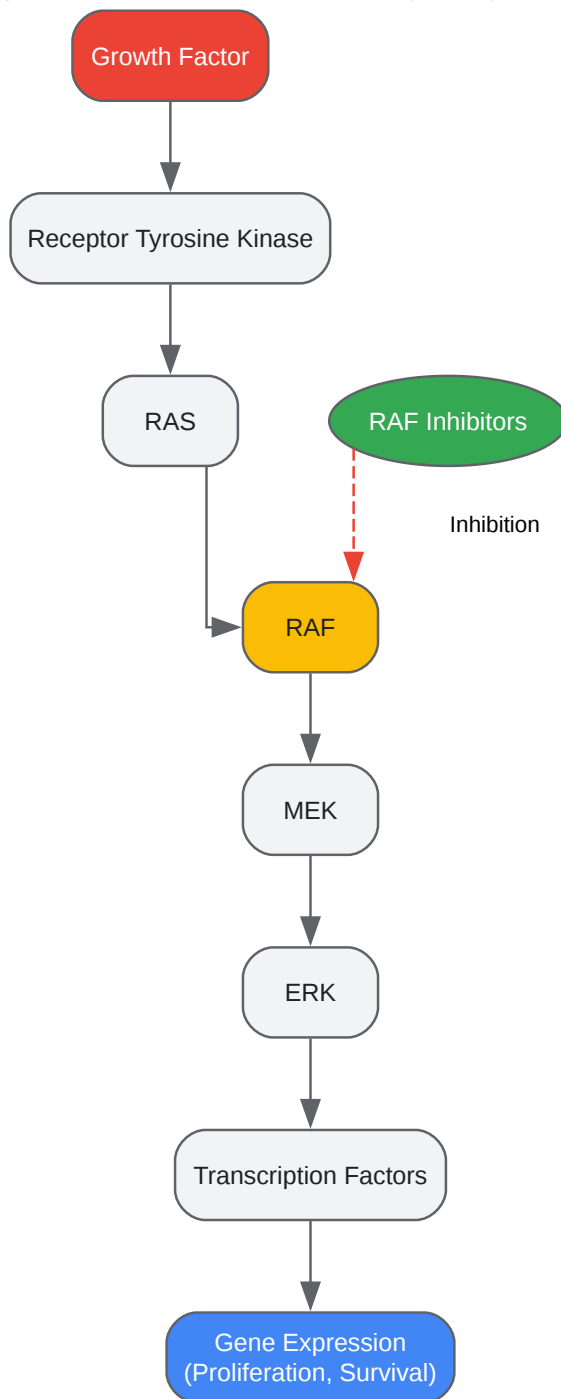 Growth Factor
Receptor Tyrosine Kinase
RAS
RAF Inhibitors
Inhibition
RAF
MEK
ERK
Transcription Factors
Gene Expression
(Proliferation, Survival)